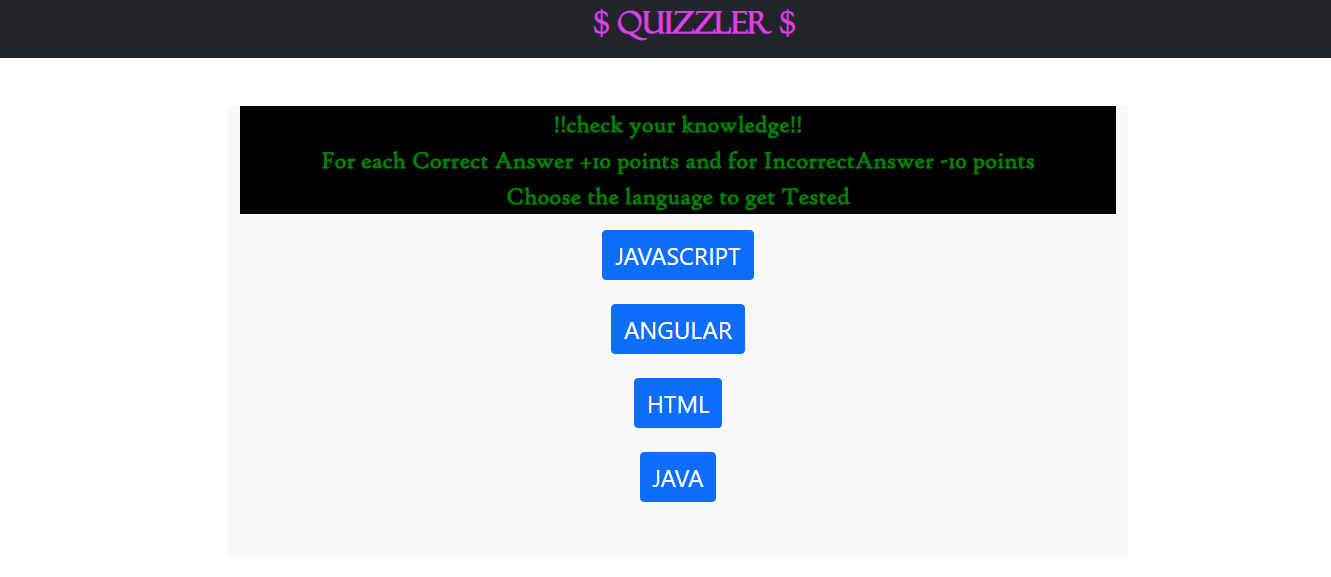 $ QUIZZLER $
!!check your knowledge!!
For each Correct Answer +10 points and for IncorrectAnswer -10 points
Choose the language to get Tested
JAVASCRIPT
ANGULAR
HTML
JAVA